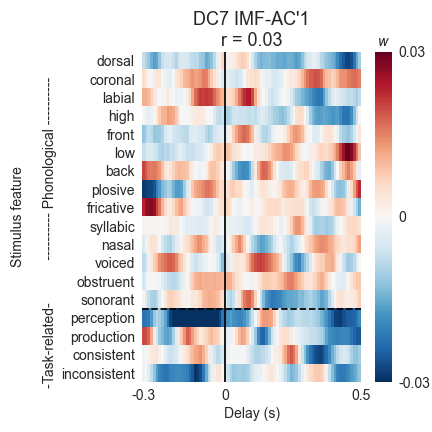 DC7 IMF-AC'1
r = 0.03
w
dorsal
coronal
labial
high
front
low
back
plosive
fricative
syllabic
nasal
voiced
obstruent
sonorant
perception
production
consistent
inconsistent
Stimulus feature
-Task-related- ---------- Phonological ----------
0.03
0
-0.03
-0.3 0 0.5
Delay (s)